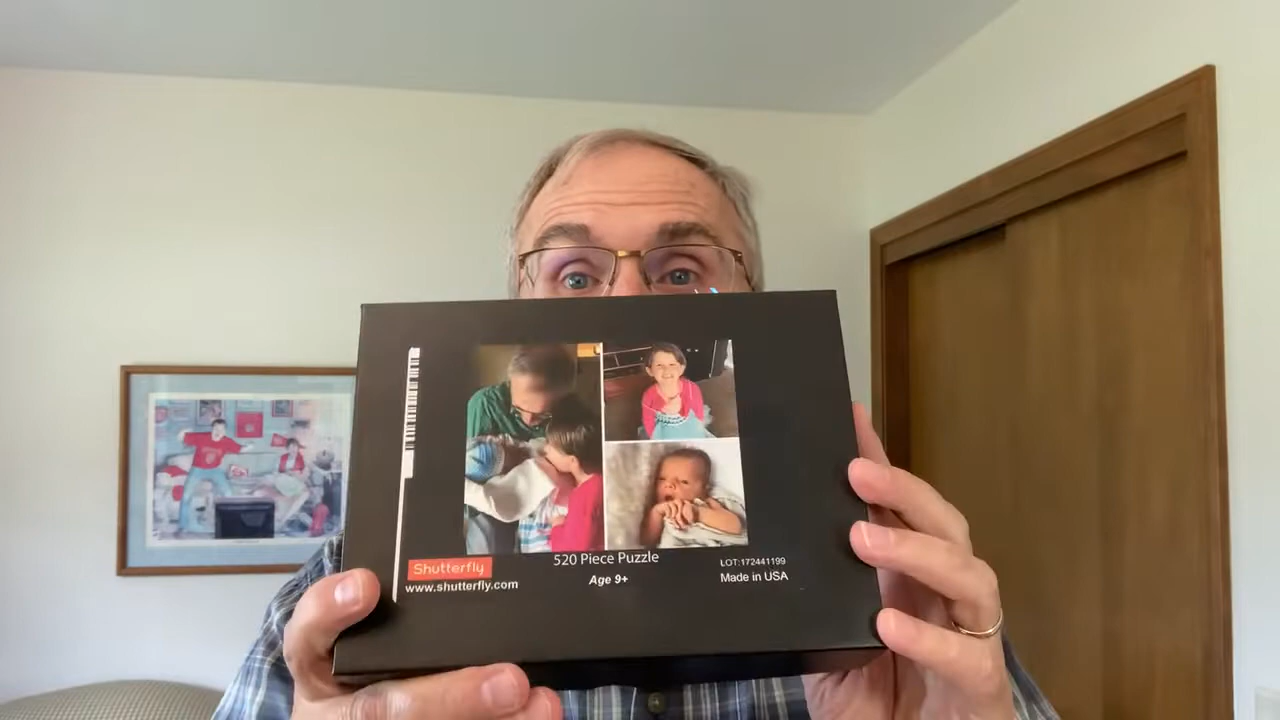 Shutterfly
www.shutterfly.com
520 Piece Puzzle
Age 9+
LOT:172441199
Made in USA